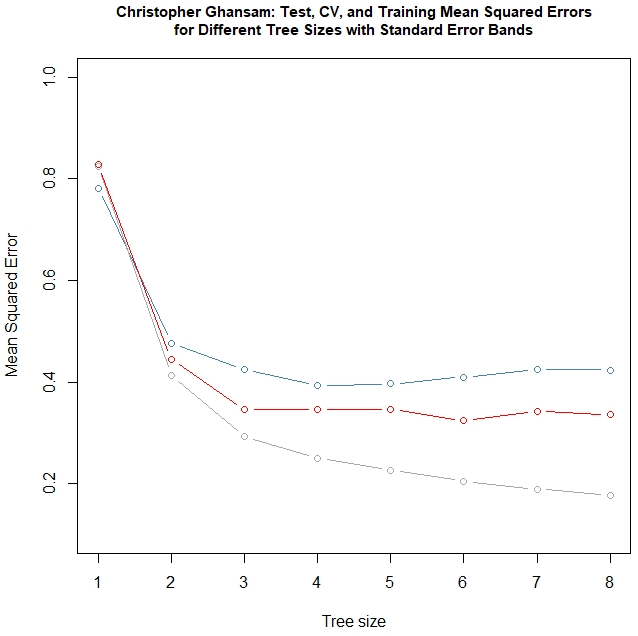 Christopher Ghansam: Test, CV, and Training Mean Squared Errors
for Different Tree Sizes with Standard Error Bands
Mean Squared Error
1.0
0.8
0.6
0.4
0.2
1 2 3 4 5 6 7 8
Tree size